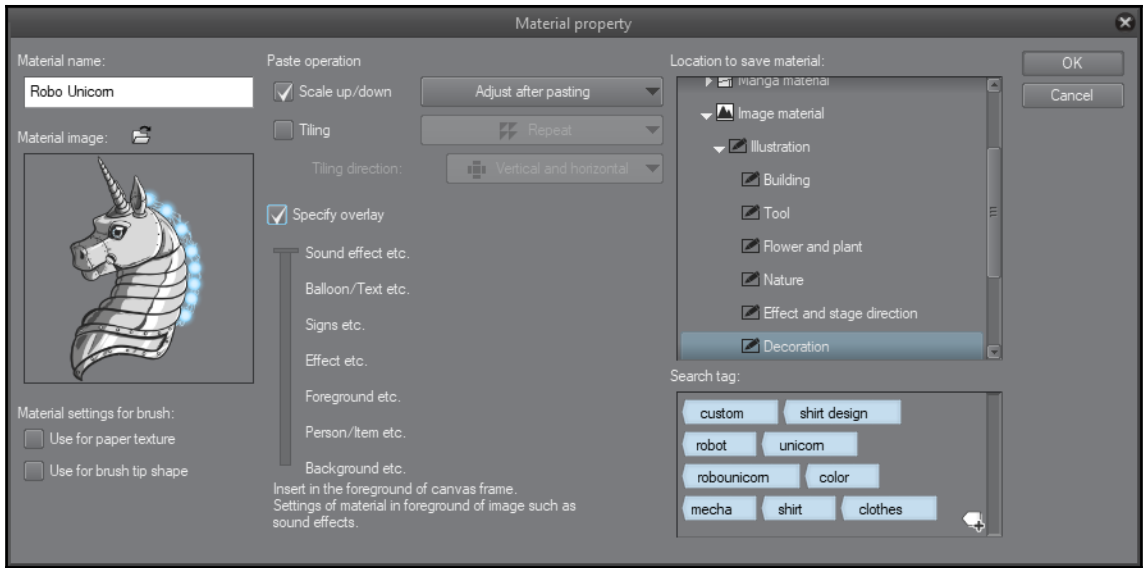 Material property
Material name:
Robo Unicorn
Material image:
Material settings for brush:
Use for paper texture
Use for brush tip shape
Paste operation
Scale up/down
Adjust after pasting
Tiling
Repeat
Tiling direction:
Vertical and horizontal
Specify overlay
Sound effect etc.
Balloon/Text etc.
Signs etc.
Effect etc.
Foreground etc.
Person/Item etc.
Background etc.
Insert in the foreground of canvas frame.
Settings of material in foreground of image such as
sound effects.
Location to save material:
Manga material
Image material
Illustration
Building
Tool
Flower and plant
Nature
Effect and stage direction
Decoration
Search tag:
custom shirt design
robot unicorn
robounicorn color
mecha shirt clothes
OK
Cancel